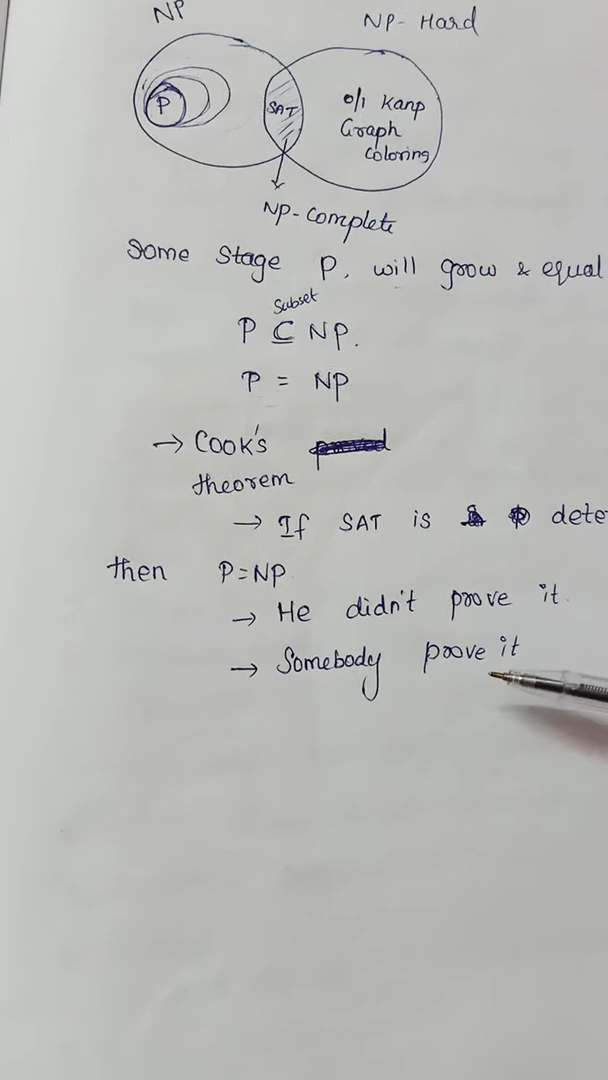 NP
NP-Hard
P
SAT
0/1 Kanp
Graph
Coloring
NP-Complete
Some Stage P. will grow & equal
Subset
P ⊆ NP.
P = NP
→ Cook's
theorem
→ If SAT is dete
then P=NP
→ He didn't prove it.
→ Somebody prove it